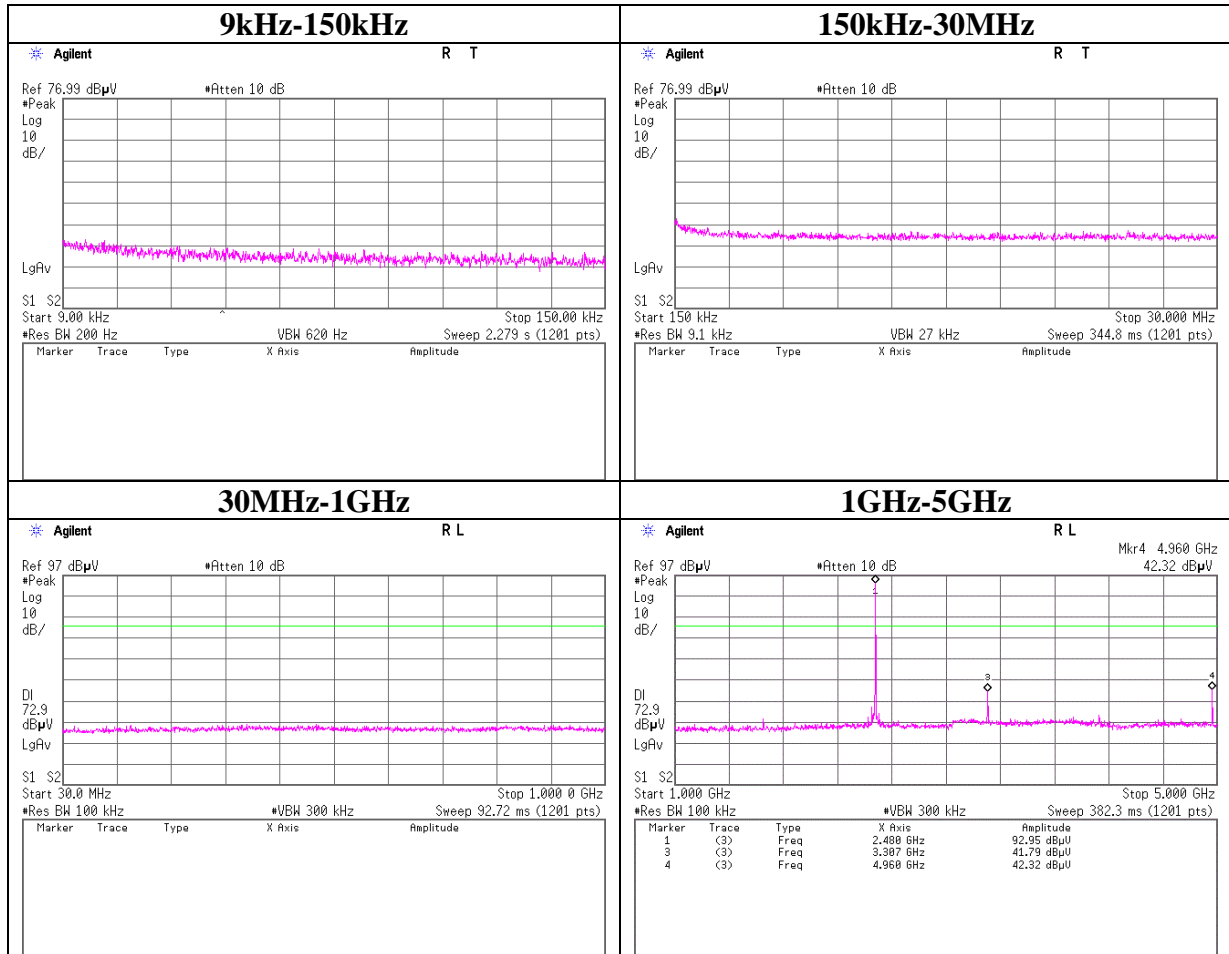 9kHz-150kHz
Agilent R T
Ref 76.99 dBµV #Atten 10 dB
#Peak
Log
10
dB/
LgAv
S1 S2
Start 9.00 kHz ^ Stop 150.00 kHz
#Res BW 200 Hz VBW 620 Hz Sweep 2.279 s (1201 pts)
Marker Trace Type X Axis Amplitude
150kHz-30MHz
Agilent R T
Ref 76.99 dBµV #Atten 10 dB
#Peak
Log
10
dB/
LgAv
S1 S2
Start 150 kHz Stop 30.000 MHz
#Res BW 9.1 kHz VBW 27 kHz Sweep 344.8 ms (1201 pts)
Marker Trace Type X Axis Amplitude
30MHz-1GHz
Agilent R L
Ref 97 dBµV #Atten 10 dB
#Peak
Log
10
dB/
DI
72.9
dBµV
LgAv
S1 S2
Start 30.0 MHz Stop 1.000 0 GHz
#Res BW 100 kHz #VBW 300 kHz Sweep 92.72 ms (1201 pts)
Marker Trace Type X Axis Amplitude
1GHz-5GHz
Agilent R L
Mkr4 4.960 GHz
Ref 97 dBµV #Atten 10 dB 42.32 dBµV
#Peak
Log
10
dB/
1
3
4
DI
72.9
dBµV
LgAv
S1 S2
Start 1.000 GHz Stop 5.000 GHz
#Res BW 100 kHz #VBW 300 kHz Sweep 382.3 ms (1201 pts)
Marker Trace Type X Axis Amplitude
1 (3) Freq 2.480 GHz 92.95 dBµV
3 (3) Freq 3.307 GHz 41.79 dBµV
4 (3) Freq 4.960 GHz 42.32 dBµV